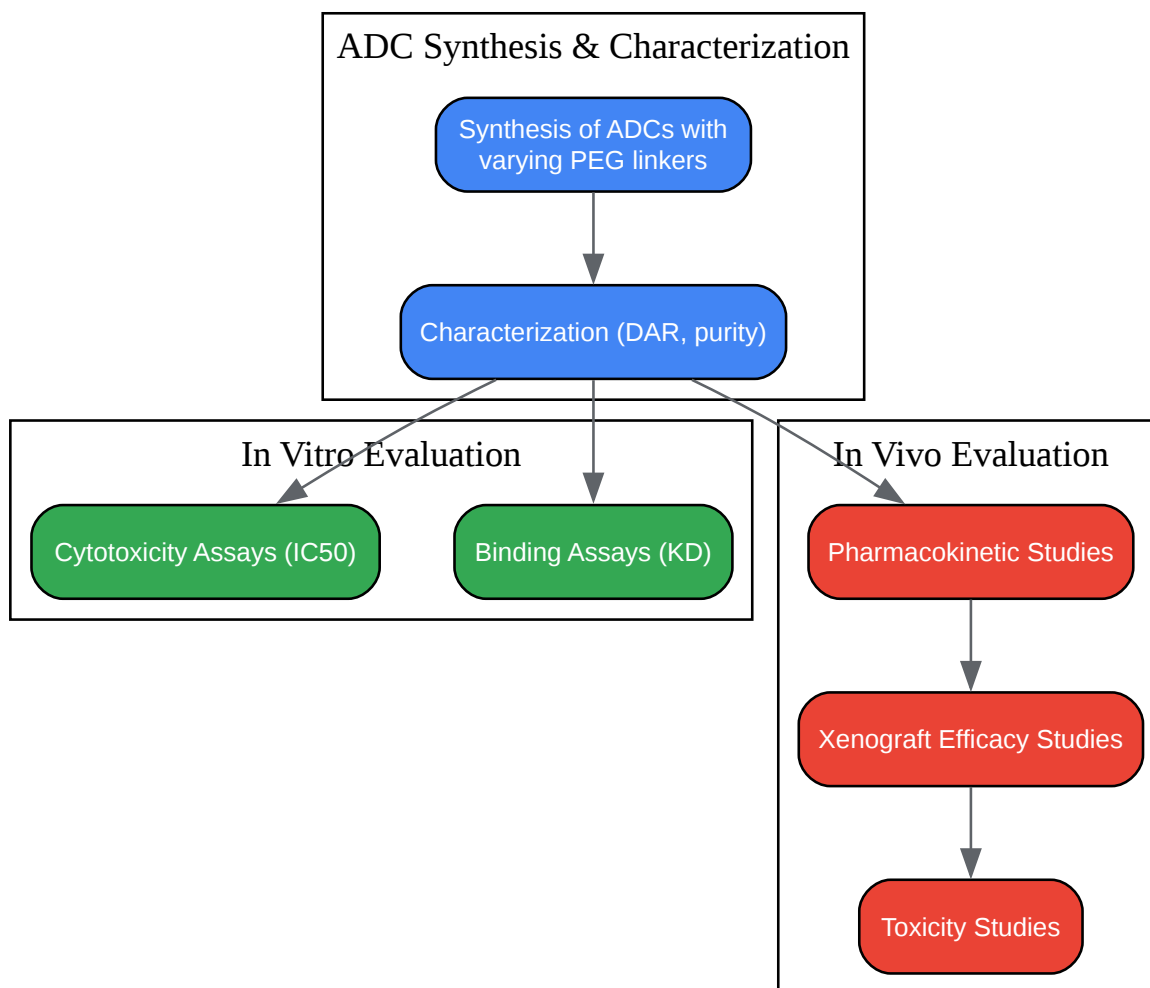 ADC Synthesis & Characterization
Synthesis of ADCs with
varying PEG linkers
Characterization (DAR, purity)
In Vitro Evaluation
Cytotoxicity Assays (IC50)
Binding Assays (KD)
In Vivo Evaluation
Pharmacokinetic Studies
Xenograft Efficacy Studies
Toxicity Studies